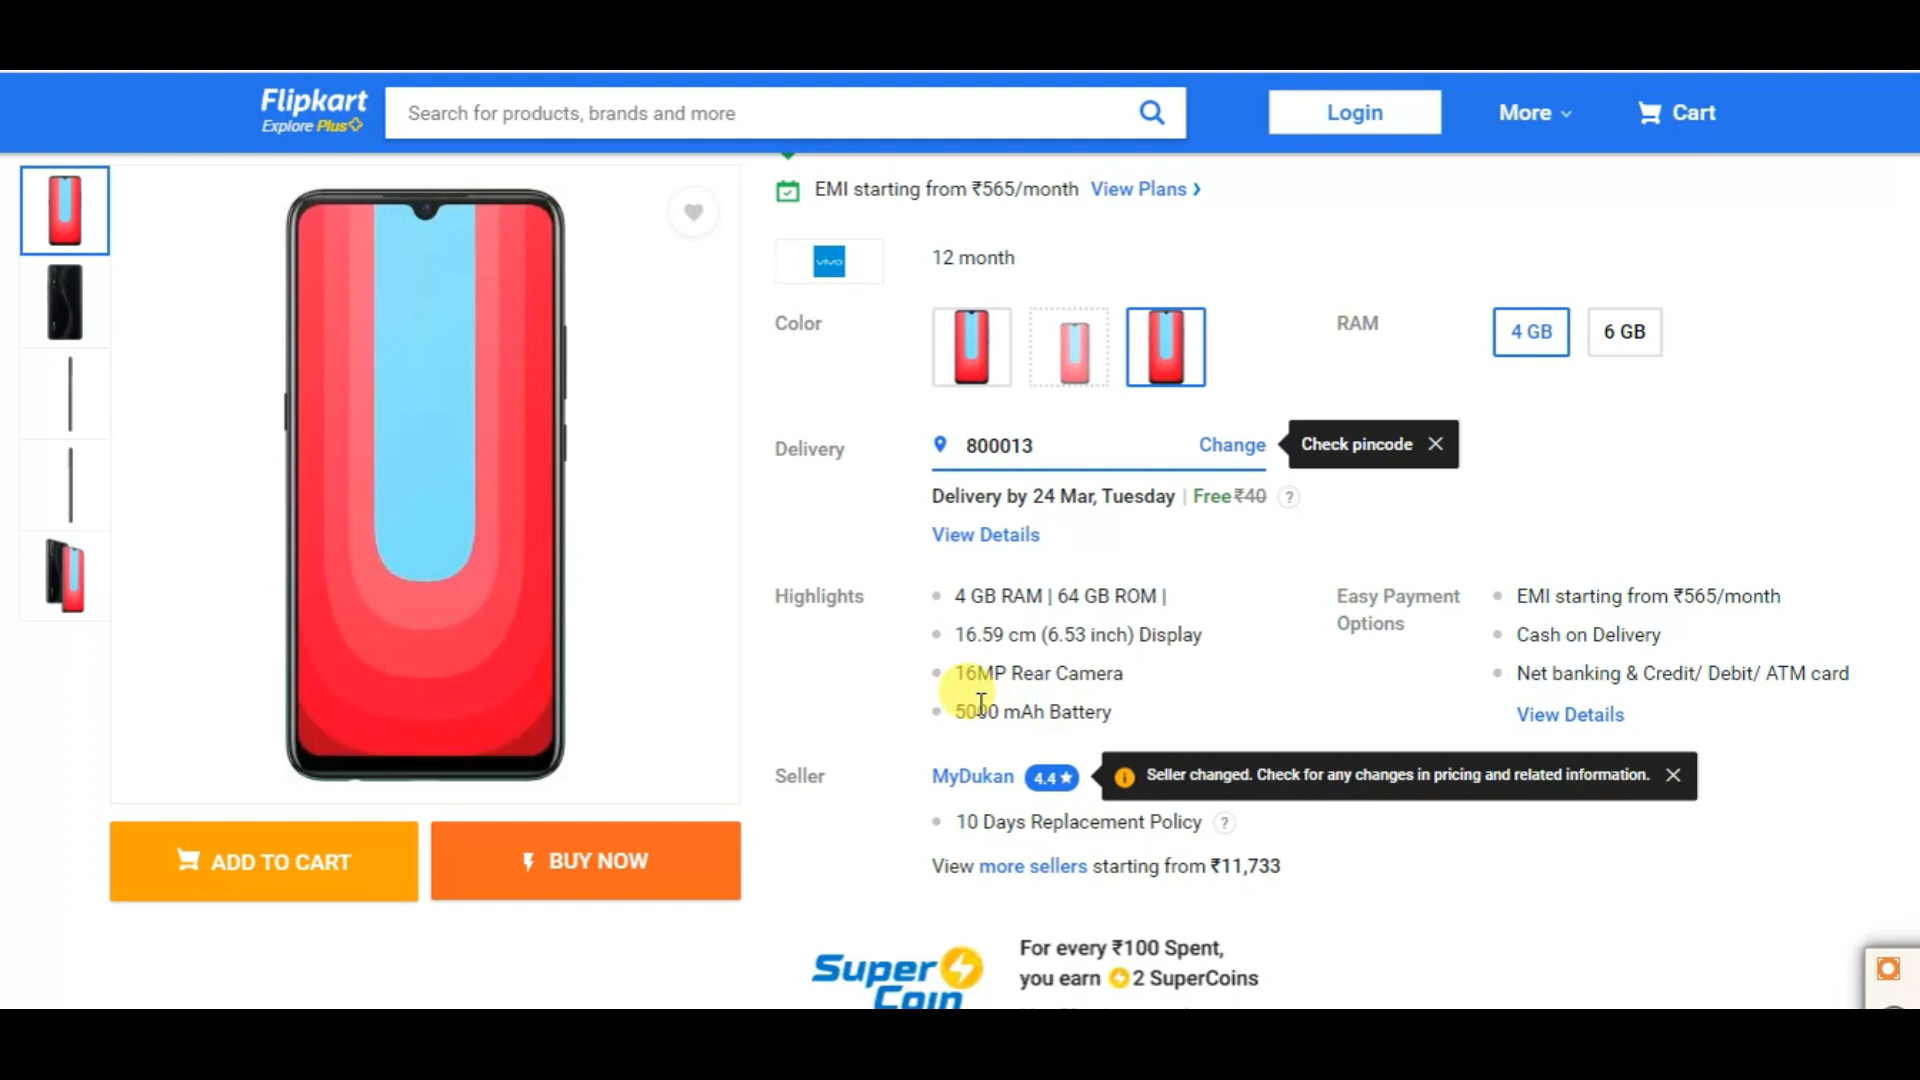 Flipkart
Explore Plus
Search for products, brands and more
Login
More
Cart
EMI starting from ₹565/month View Plans
vivo
12 month
Color
RAM
4 GB
6 GB
Delivery
800013
Change
Check pincode
Delivery by 24 Mar, Tuesday | Free ₹40 ?
View Details
Highlights
4 GB RAM | 64 GB ROM |
16.59 cm (6.53 inch) Display
16MP Rear Camera
5000 mAh Battery
Easy Payment
Options
EMI starting from ₹565/month
Cash on Delivery
Net banking & Credit/ Debit/ ATM card
View Details
Seller
MyDukan 4.4★
Seller changed. Check for any changes in pricing and related information.
10 Days Replacement Policy ?
View more sellers starting from ₹11,733
ADD TO CART
BUY NOW
Super
Coin
For every ₹100 Spent,
you earn 2 SuperCoins